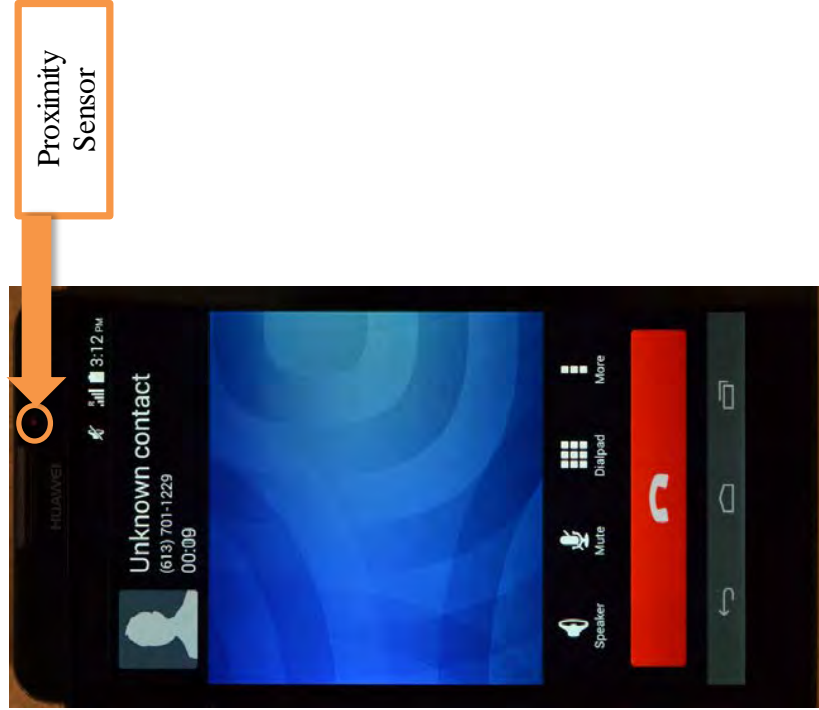 Proximity
Sensor
HUAWEI
R
3:12 PM
Unknown contact
(613) 701-1229
00:09
Speaker
Mute
Dialpad
More